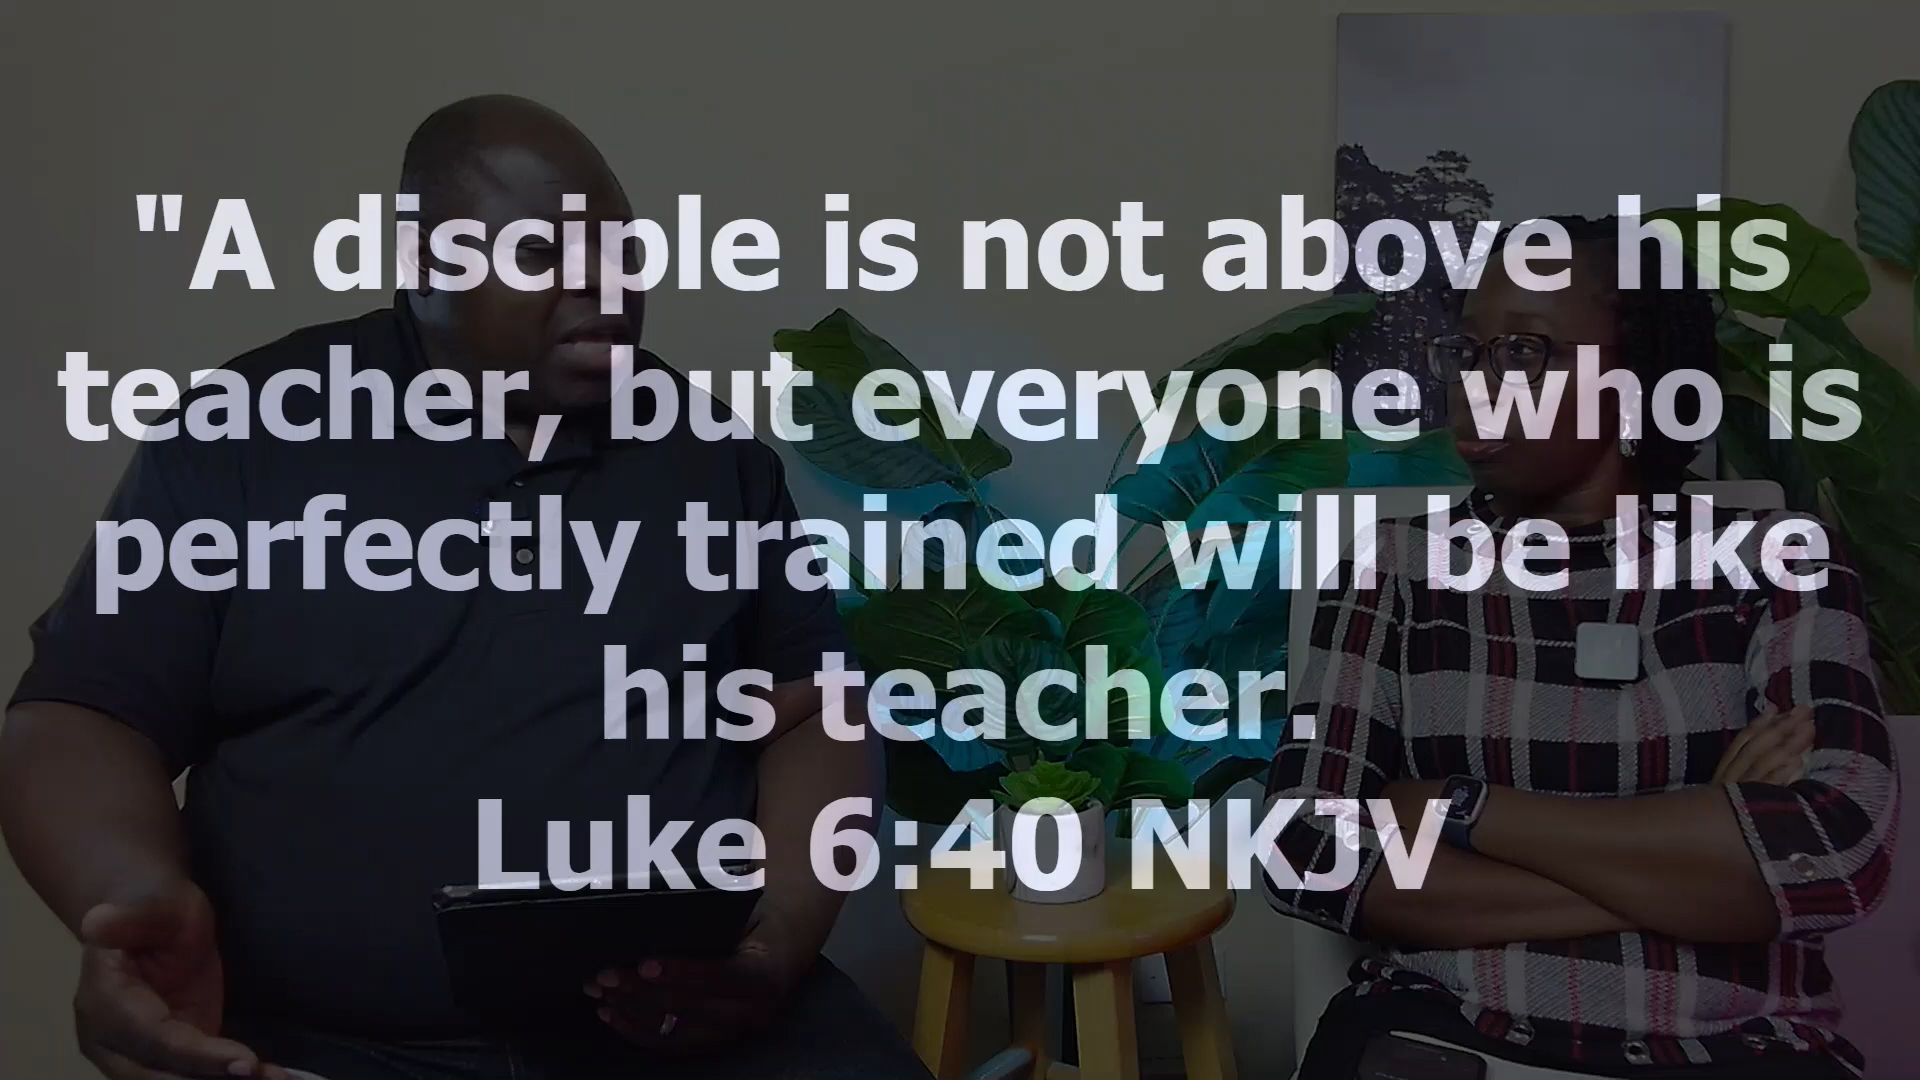 "A disciple is not above his
teacher, but everyone who is
perfectly trained will be like
his teacher.
Luke 6:40 NKJV